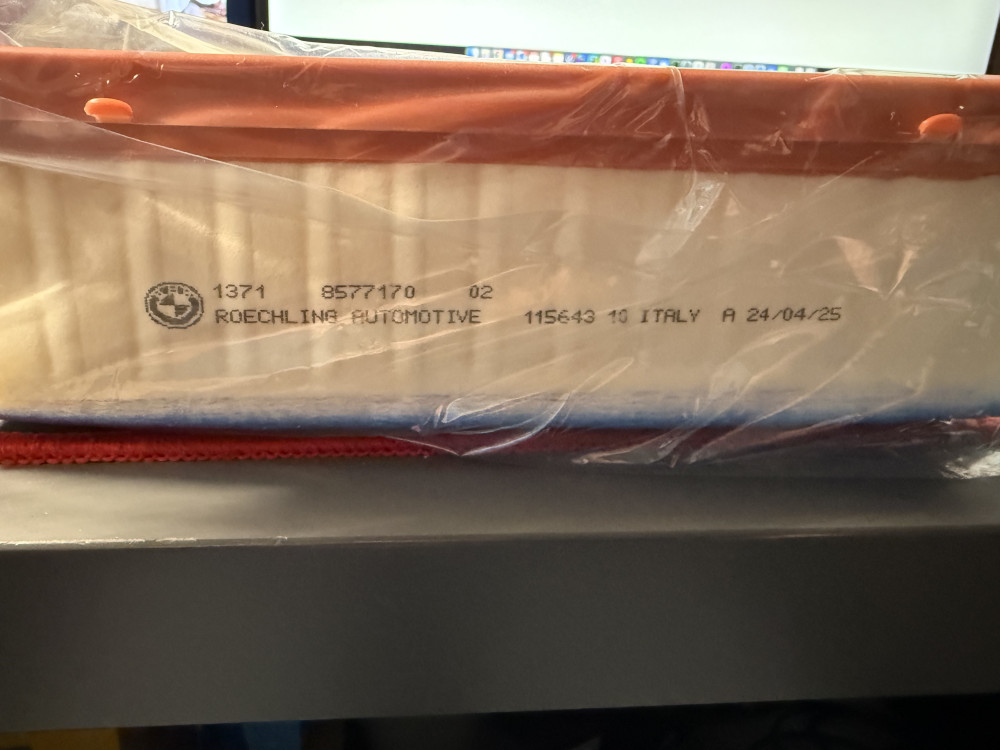 1371 8577170 02
ROECHLING AUTOMOTIVE 115643 10 ITALY A 24/04/25